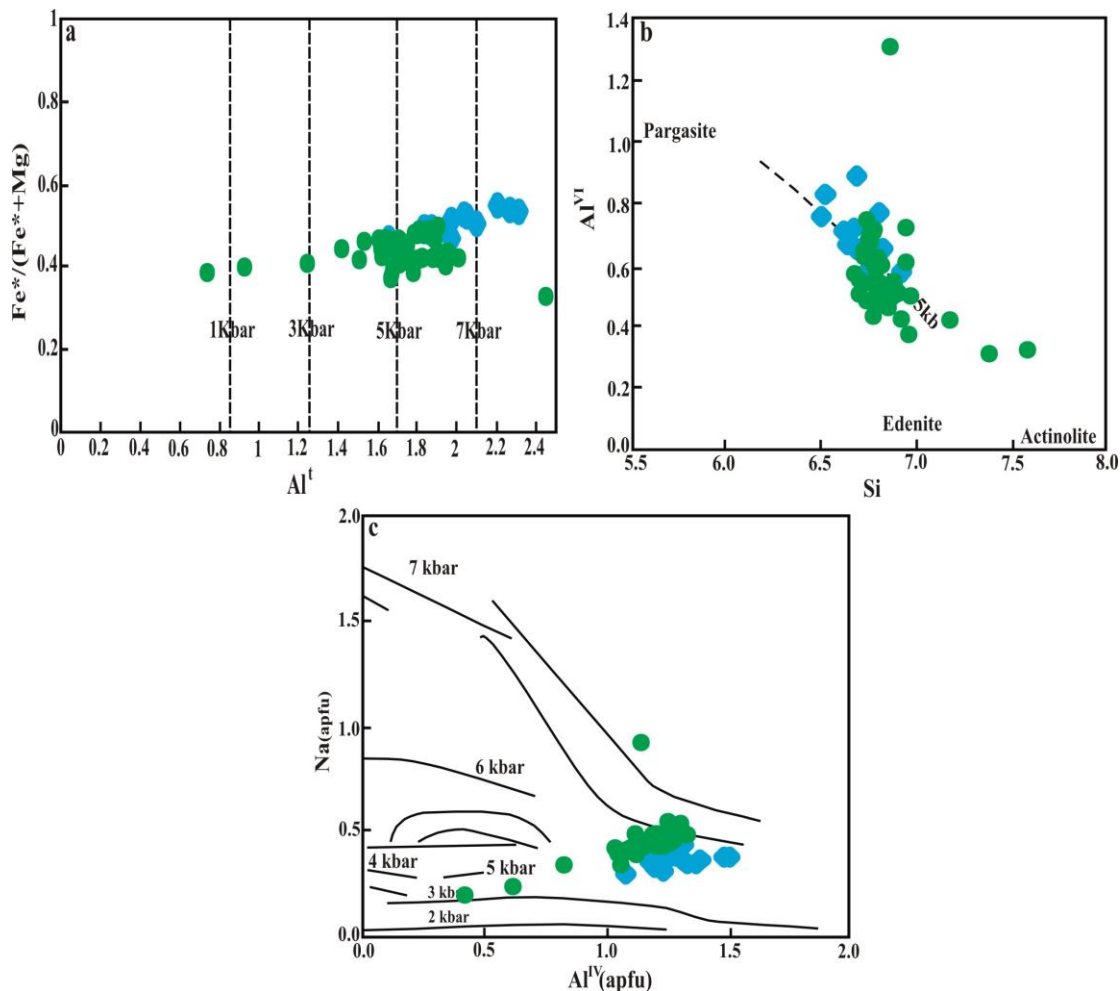 a
1
0.8
0.6
0.4
0.2
0
Fe*/(Fe*+Mg)
1Kbar 3Kbar 5Kbar 7Kbar
0 0.2 0.4 0.6 0.8 1 1.2 1.4 1.6 1.8 2 2.2 2.4
Al^t
b
1.4
1.2
1.0
0.8
0.6
0.4
0.2
0.0
Al^VI
Pargasite
5kb
Edenite
Actinolite
5.5 6.0 6.5 7.0 7.5 8.0
Si
c
2.0
1.5
1.0
0.5
0.0
Na(apfu)
7 kbar
6 kbar
4 kbar
5 kbar
3 kbar
2 kbar
0.0 0.5 1.0 1.5 2.0
Al^IV(apfu)